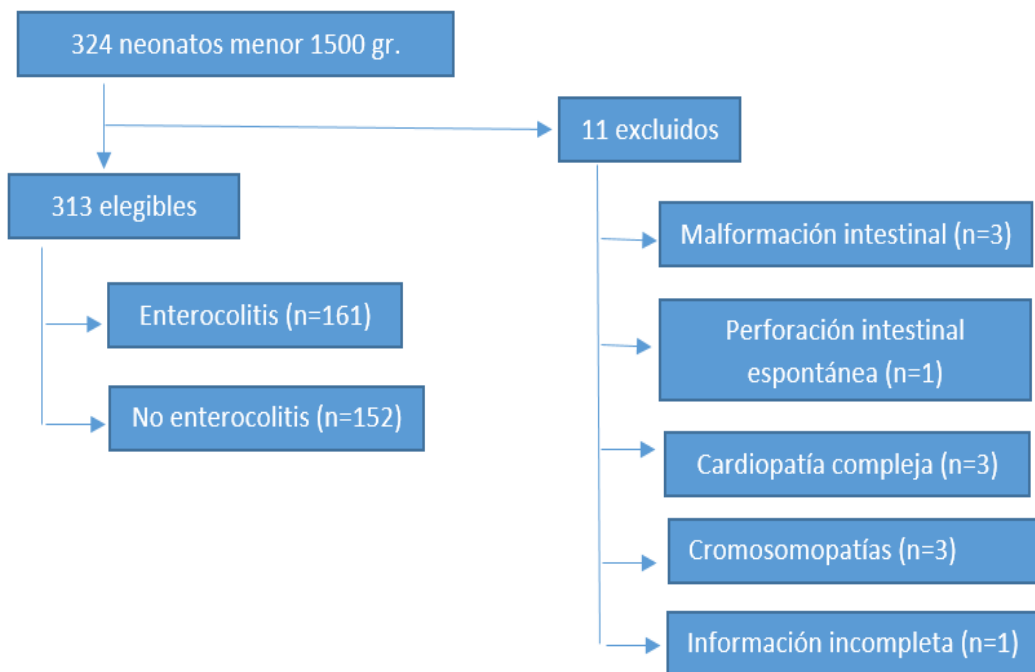 324 neonatos menor 1500 gr.
11 excluidos
313 elegibles
Malformación intestinal (n=3)
Enterocolitis (n=161)
Perforación intestinal
espontánea (n=1)
No enterocolitis (n=152)
Cardiopatía compleja (n=3)
Cromosomopatías (n=3)
Información incompleta (n=1)